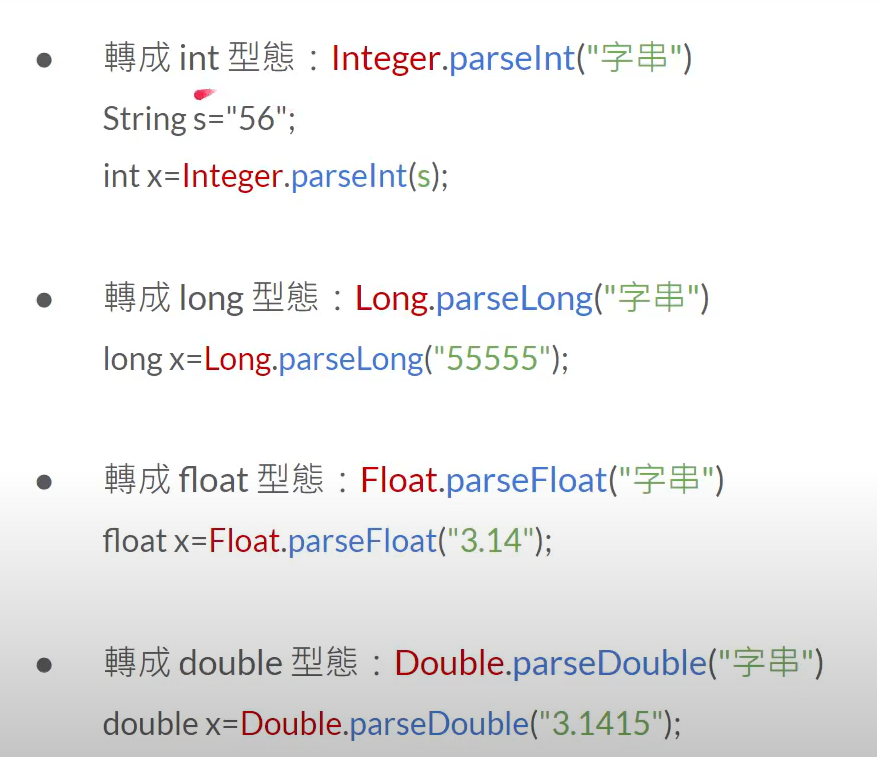 ● 轉成 int 型態：Integer.parseInt("字串")
String s="56";
int x=Integer.parseInt(s);
● 轉成 long 型態：Long.parseLong("字串")
long x=Long.parseLong("55555");
● 轉成 float 型態：Float.parseFloat("字串")
float x=Float.parseFloat("3.14");
● 轉成 double 型態：Double.parseDouble("字串")
double x=Double.parseDouble("3.1415");